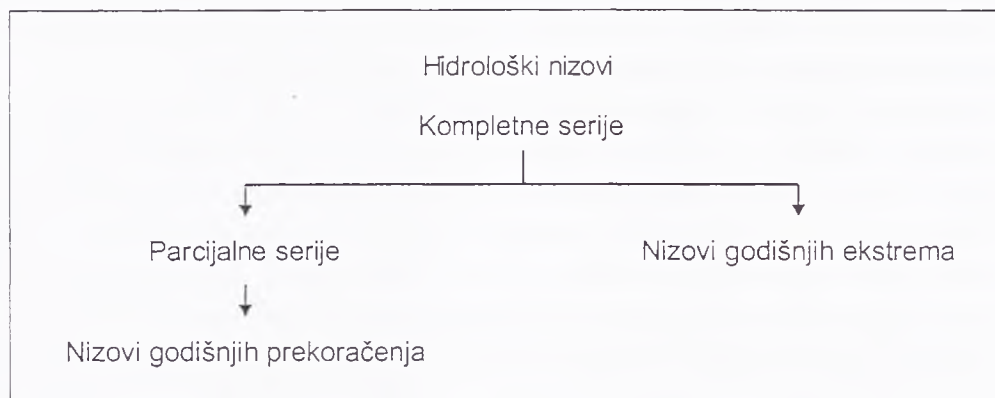 Hidrološki nizovi
Kompletne serije
Parcijalne serije
Nizovi godišnjih ekstrema
Nizovi godišnjih prekoračenja